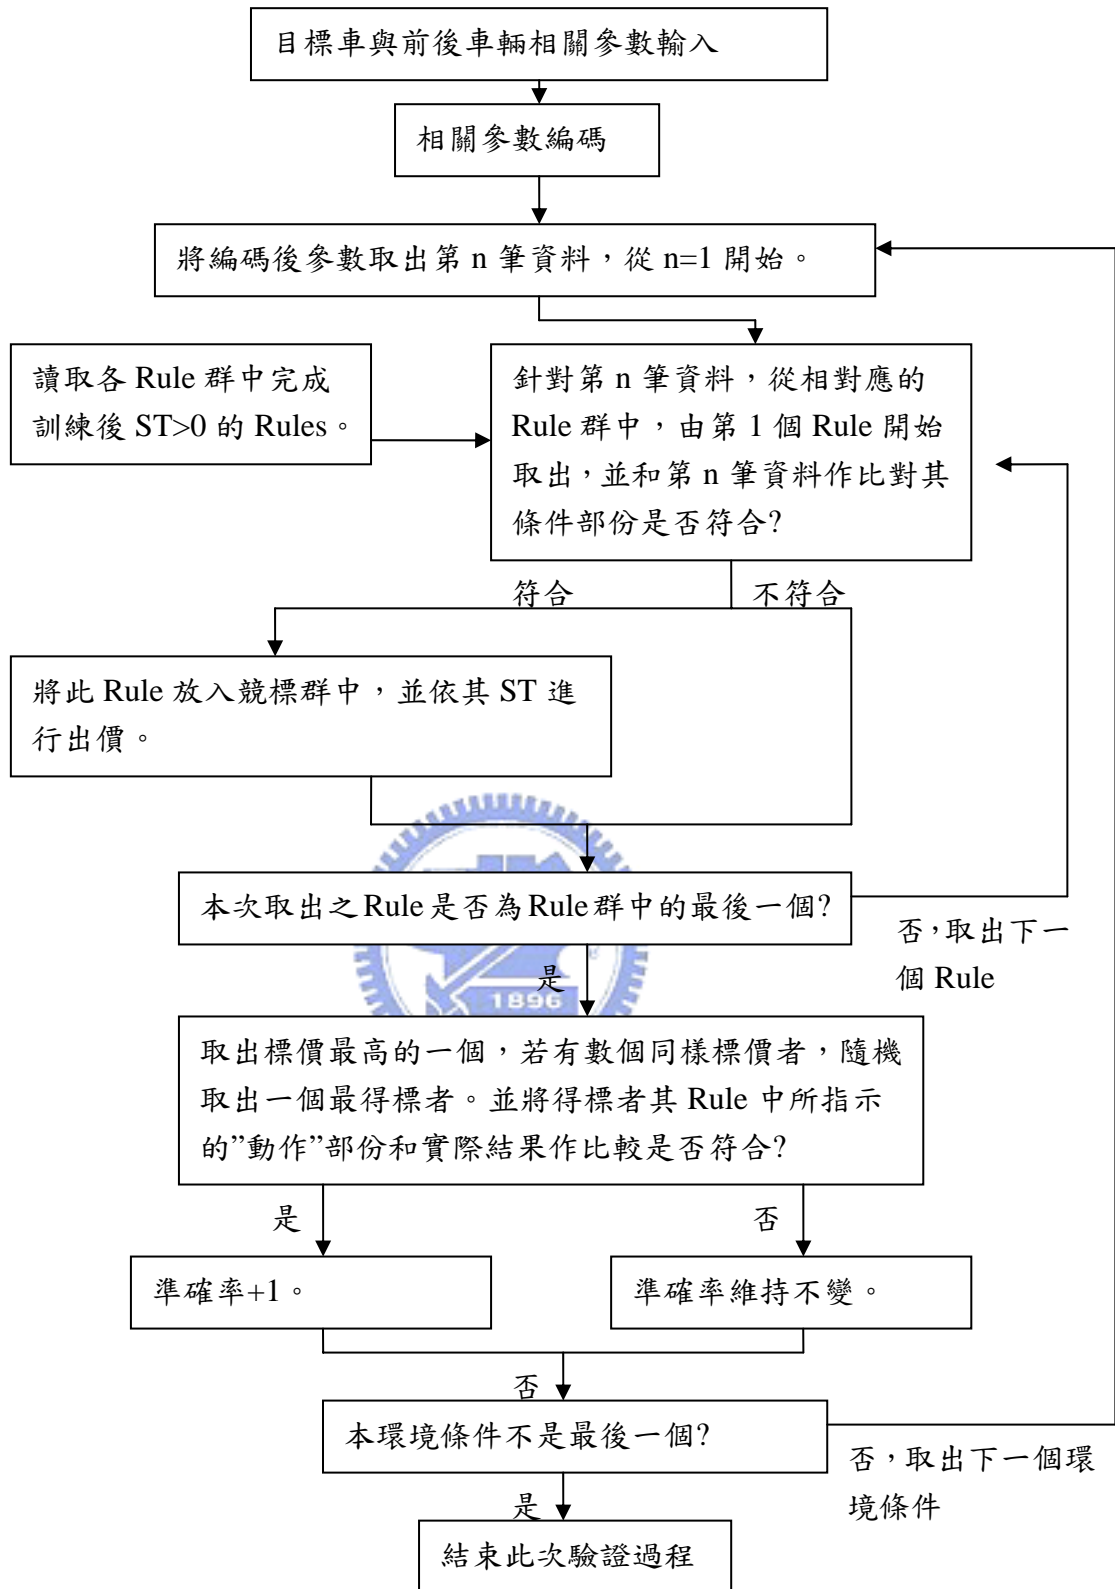 目標車與前後車輛相關參數輸入
相關參數編碼
將編碼後參數取出第 n 筆資料，從 n=1 開始。
讀取各 Rule 群中完成
訓練後 ST>0 的 Rules。
針對第 n 筆資料，從相對應的
Rule 群中，由第 1 個 Rule 開始
取出，並和第 n 筆資料作比對其
條件部份是否符合?
符合
不符合
將此 Rule 放入競標群中，並依其 ST 進
行出價。
本次取出之 Rule 是否為 Rule 群中的最後一個?
否，取出下一
個 Rule
是
1896
取出標價最高的一個，若有數個同樣標價者，隨機
取出一個最得標者。並將得標者其 Rule 中所指示
的”動作”部份和實際結果作比較是否符合?
是
否
準確率+1。
準確率維持不變。
否
本環境條件不是最後一個?
否，取出下一個環
境條件
是
結束此次驗證過程